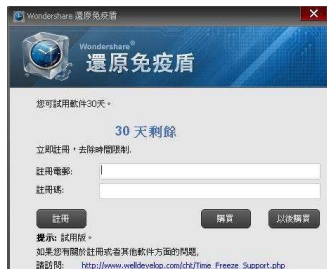 Wondershare 還原免疫盾
Wondershare®
還原免疫盾
您可試用軟件30天。
30 天剩餘
立即註冊，去除時間限制.
註冊電郵:
註冊碼:
註冊
購買
以後購買
提示: 試用版。
如果您有關於註冊或者其他軟件方面的問題,
請訪問: http://www.welldevelop.com/cht/Time_Freeze_Support.php